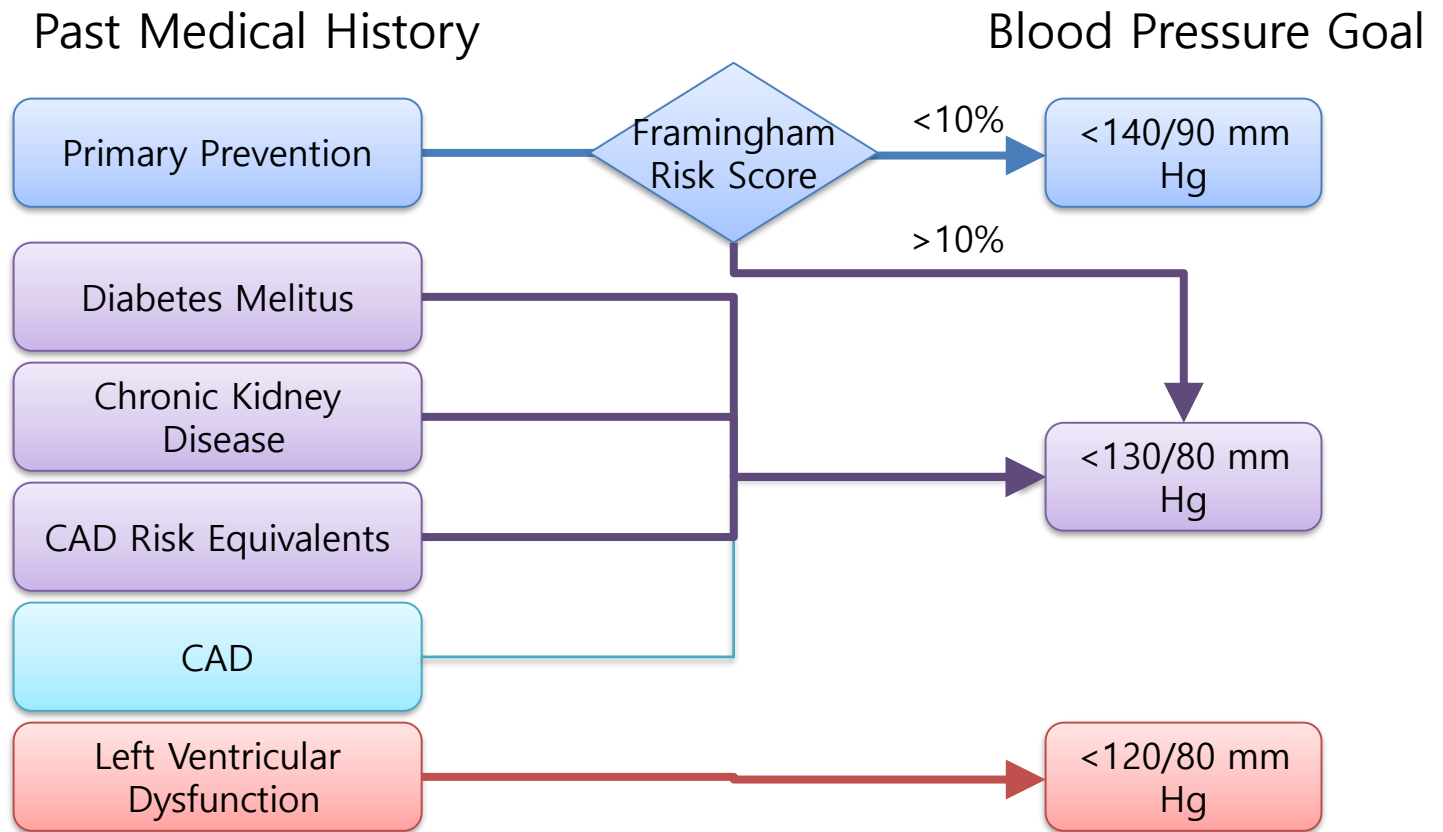 Past Medical History
Blood Pressure Goal
Primary Prevention
Framingham
Risk Score
<10%
<140/90 mm
Hg
>10%
Diabetes Melitus
Chronic Kidney
Disease
<130/80 mm
Hg
CAD Risk Equivalents
CAD
Left Ventricular
Dysfunction
<120/80 mm
Hg